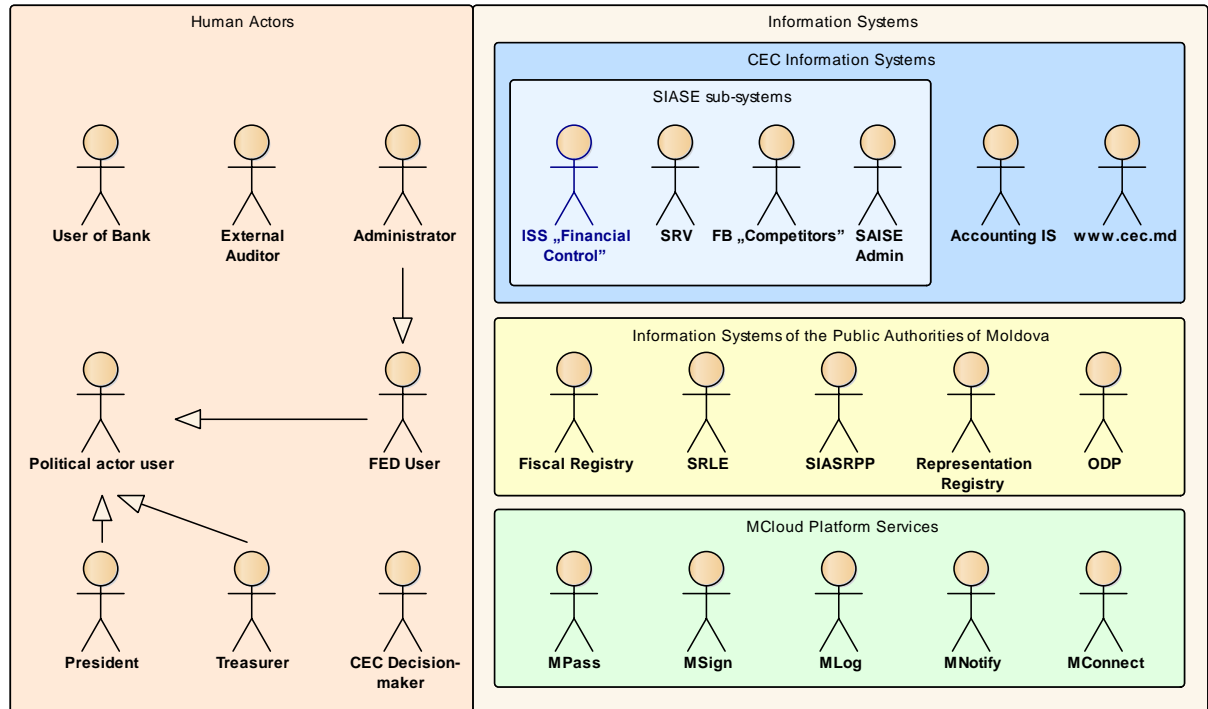 Human Actors
Information Systems
CEC Information Systems
SIASE sub-systems
User of Bank
External
Auditor
Administrator
ISS „Financial
Control”
SRV
FB „Competitors”
SAISE
Admin
Accounting IS
www.cec.md
Information Systems of the Public Authorities of Moldova
Political actor user
FED User
Fiscal Registry
SRLE
SIASRPP
Representation
Registry
ODP
MCloud Platform Services
President
Treasurer
CEC Decision-
maker
MPass
MSign
MLog
MNotify
MConnect